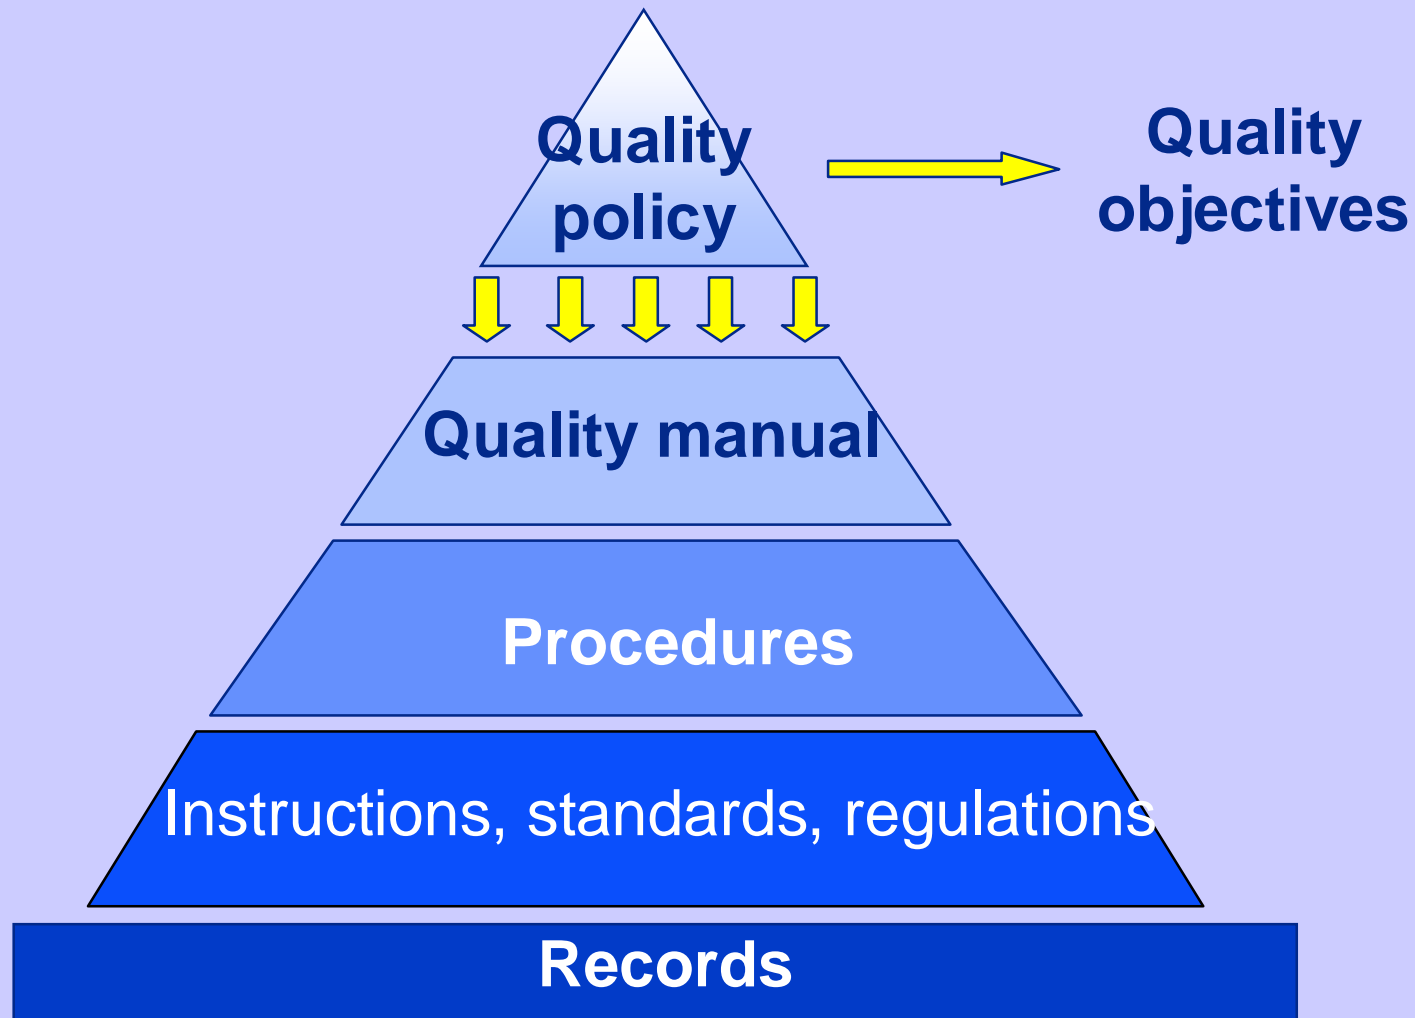 Quality
policy
Quality
objectives
Quality manual
Procedures
Instructions, standards, regulations
Records